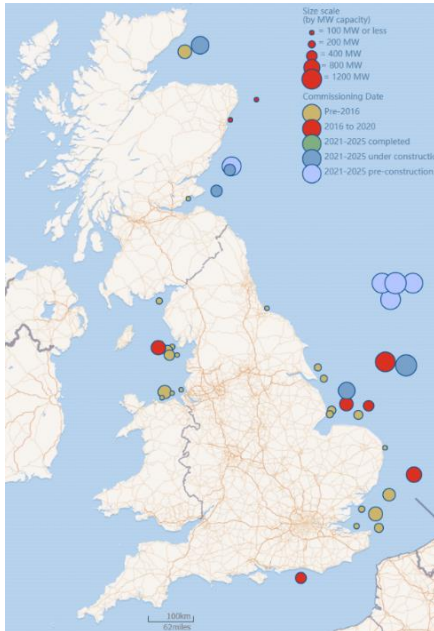 Size scale
(by MW capacity)
= 100 MW or less
= 200 MW
= 400 MW
= 800 MW
= 1200 MW
Commissioning Date
Pre-2016
2016 to 2020
2021-2025 completed
2021-2025 under constructi
2021-2025 pre-construction
100km
62miles